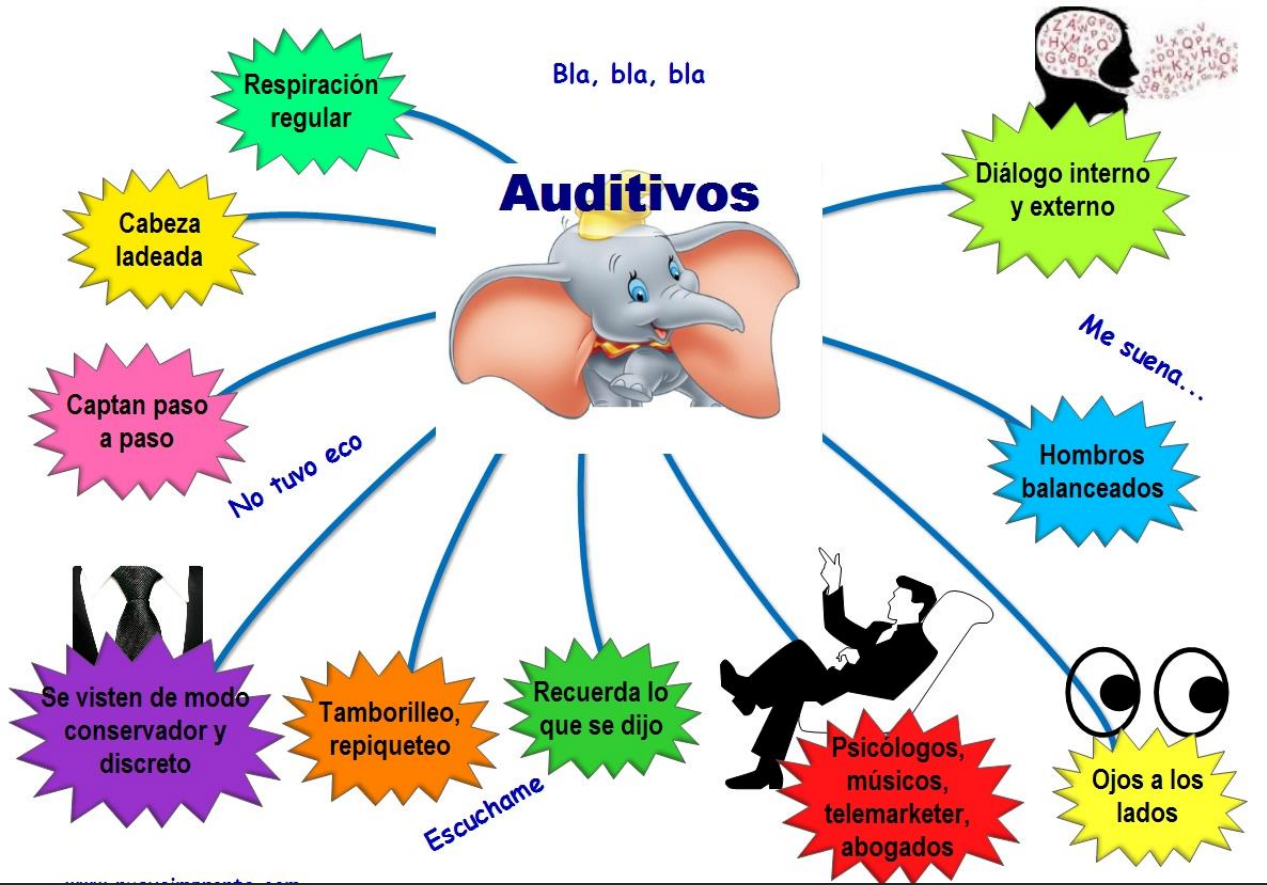 Bla, bla, bla
Respiración
regular
Auditivos
Diálogo interno
y externo
Cabeza
ladeada
Me suena...
Captan paso
a paso
No tuvo eco
Hombros
balanceados
Se visten de modo
conservador y
discreto
Tamborilleo,
repiqueteo
Recuerda lo
que se dijo
Escuchame
Psicólogos,
músicos,
telemarketer,
abogados
Ojos a los
lados